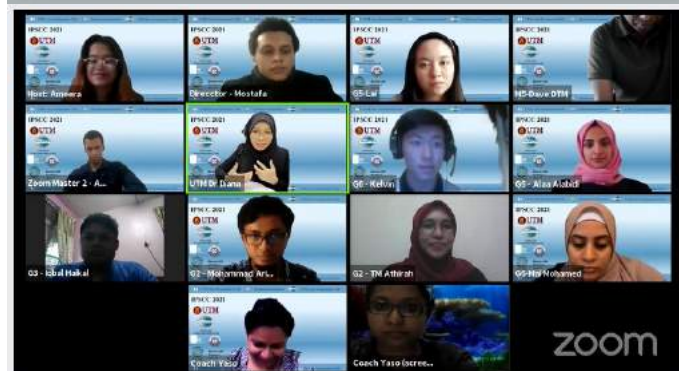 IPSCC 2021
UTM
Host: Ameera
IPSCC 2021
UTM
Director - Mostafa
IPSCC 2021
UTM
G5-Lai
IPSCC 2021
UTM
MS-Dave DTM
IPSCC 2021
UTM
Zoom Master 2 - A...
IPSCC 2021
UTM
UTM Dr Diana
IPSCC 2021
UTM
G6 - Kelvin
IPSCC 2021
UTM
G5 - Alaa Alabidi
G3 - Iqbal Haikal
IPSCC 2021
UTM
G2 - Mohammad Ari...
G2 - TM Athirah
IPSCC 2021
UTM
G6-Mai Mohamed
IPSCC 2021
UTM
Coach Yaso
Coach Yaso (scree...
zoom